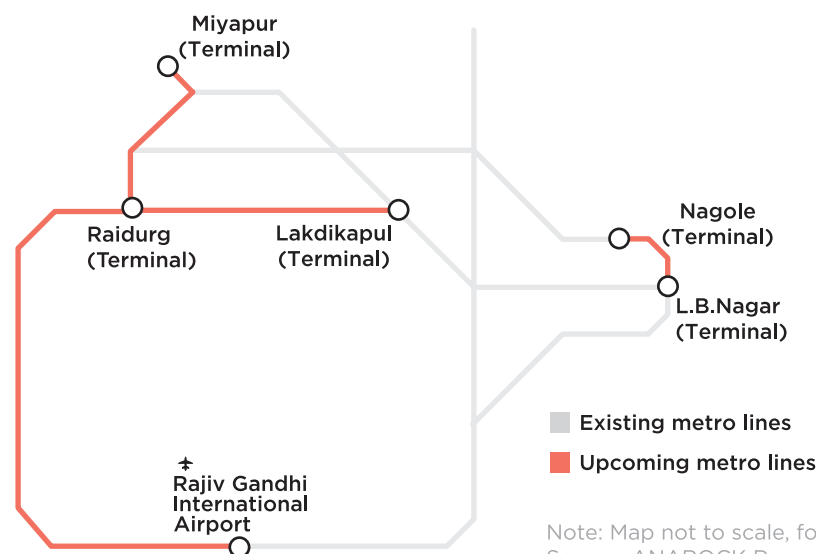 Miyapur
(Terminal)
Raidurg
(Terminal)
Lakdikapul
(Terminal)
Nagole
(Terminal)
L.B.Nagar
(Terminal)
Existing metro lines
Upcoming metro lines
Rajiv Gandhi
International
Airport
Note: Map not to scale,